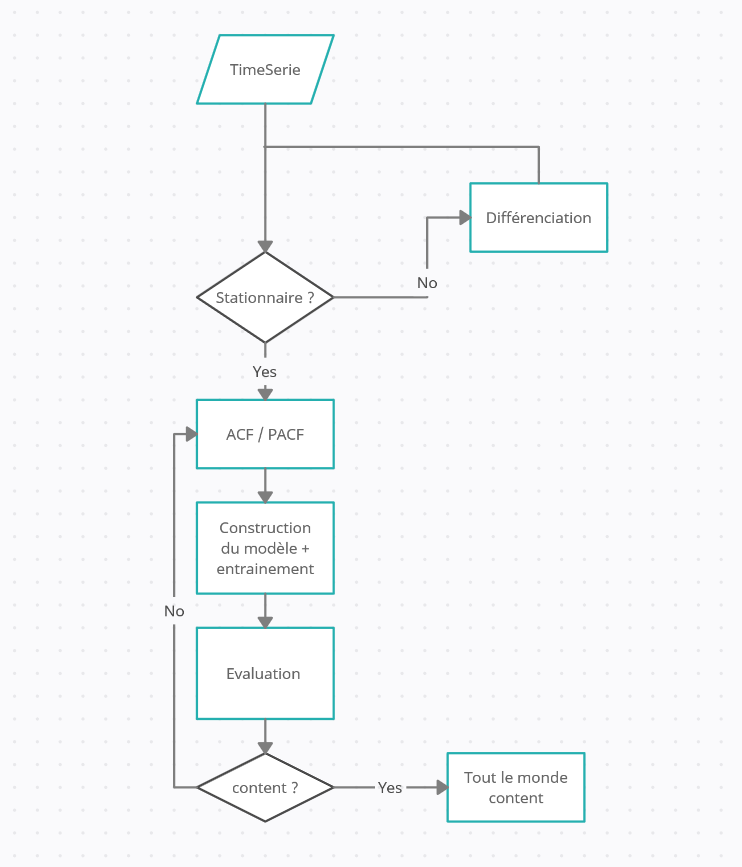 TimeSerie
Différenciation
No
Stationnaire ?
Yes
ACF / PACF
Construction
du modèle +
entrainement
No
Evaluation
content ?
Yes
Tout le monde
content